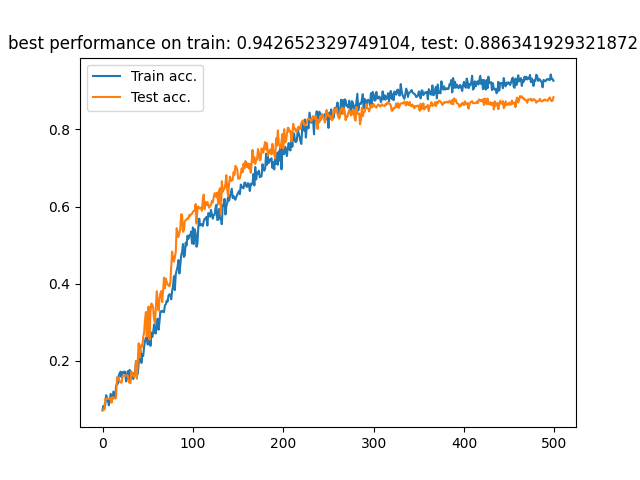 best performance on train: 0.942652329749104, test: 0.886341929321872
Train acc.
Test acc.
0.8
0.6
0.4
0.2
0 100 200 300 400 500